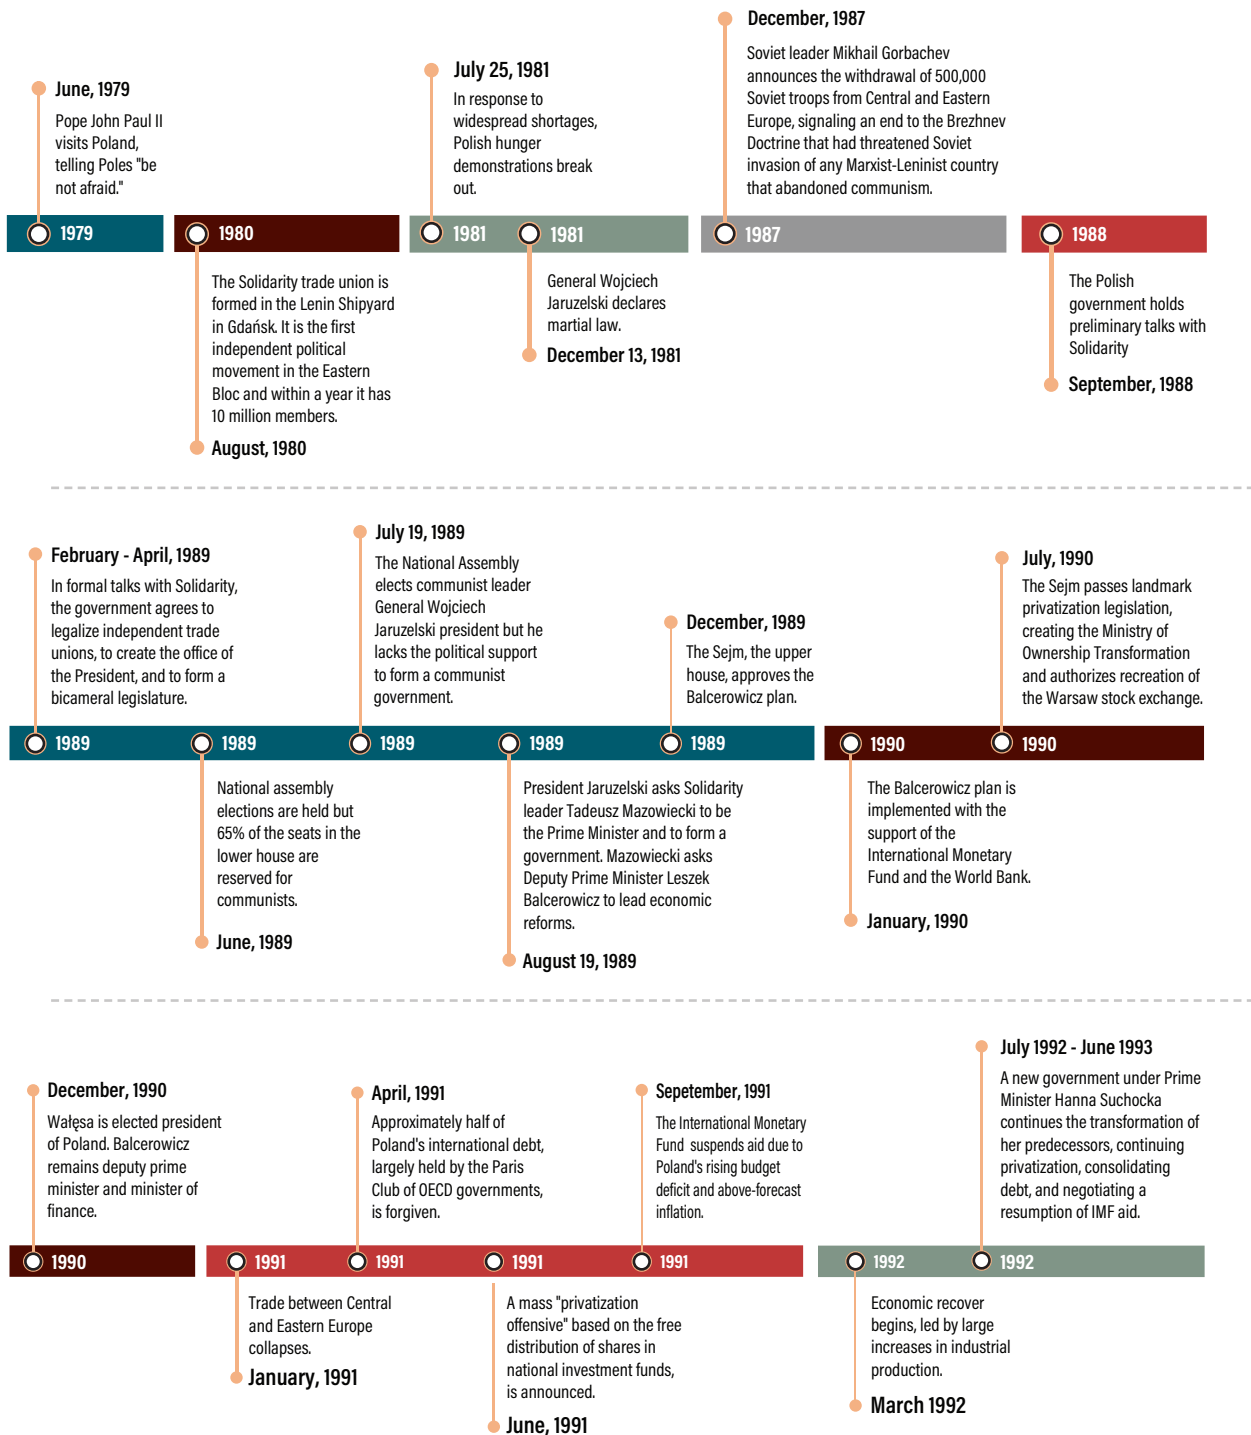 June, 1979
Pope John Paul II
visits Poland,
telling Poles "be
not afraid."
1979
1980
The Solidarity trade union is
formed in the Lenin Shipyard
in Gdańsk. It is the first
independent political
movement in the Eastern
Bloc and within a year it has
10 million members.
August, 1980
July 25, 1981
In response to
widespread shortages,
Polish hunger
demonstrations break
out.
1981
1981
General Wojciech
Jaruzelski declares
martial law.
December 13, 1981
December, 1987
Soviet leader Mikhail Gorbachev
announces the withdrawal of 500,000
Soviet troops from Central and Eastern
Europe, signaling an end to the Brezhnev
Doctrine that had threatened Soviet
invasion of any Marxist-Leninist country
that abandoned communism.
1987
1988
The Polish
government holds
preliminary talks with
Solidarity
September, 1988
February - April, 1989
In formal talks with Solidarity,
the government agrees to
legalize independent trade
unions, to create the office of
the President, and to form a
bicameral legislature.
1989
1989
National assembly
elections are held but
65% of the seats in the
lower house are
reserved for
communists.
June, 1989
July 19, 1989
The National Assembly
elects communist leader
General Wojciech
Jaruzelski president but he
lacks the political support
to form a communist
government.
1989
1989
President Jaruzelski asks Solidarity
leader Tadeusz Mazowiecki to be
the Prime Minister and to form a
government. Mazowiecki asks
Deputy Prime Minister Leszek
Balcerowicz to lead economic
reforms.
August 19, 1989
December, 1989
The Sejm, the upper
house, approves the
Balcerowicz plan.
1989
1990
The Balcerowicz plan is
implemented with the
support of the
International Monetary
Fund and the World Bank.
January, 1990
July, 1990
The Sejm passes landmark
privatization legislation,
creating the Ministry of
Ownership Transformation
and authorizes recreation of
the Warsaw stock exchange.
1990
December, 1990
Wałęsa is elected president
of Poland. Balcerowicz
remains deputy prime
minister and minister of
finance.
1990
1991
Trade between Central
and Eastern Europe
collapses.
January, 1991
April, 1991
Approximately half of
Poland's international debt,
largely held by the Paris
Club of OECD governments,
is forgiven.
1991
1991
A mass "privatization
offensive" based on the free
distribution of shares in
national investment funds,
is announced.
June, 1991
Sepetember, 1991
The International Monetary
Fund suspends aid due to
Poland's rising budget
deficit and above-forecast
inflation.
1991
1992
Economic recover
begins, led by large
increases in industrial
production.
March 1992
July 1992 - June 1993
A new government under Prime
Minister Hanna Suchocka
continues the transformation of
her predecessors, continuing
privatization, consolidating
debt, and negotiating a
resumption of IMF aid.
1992